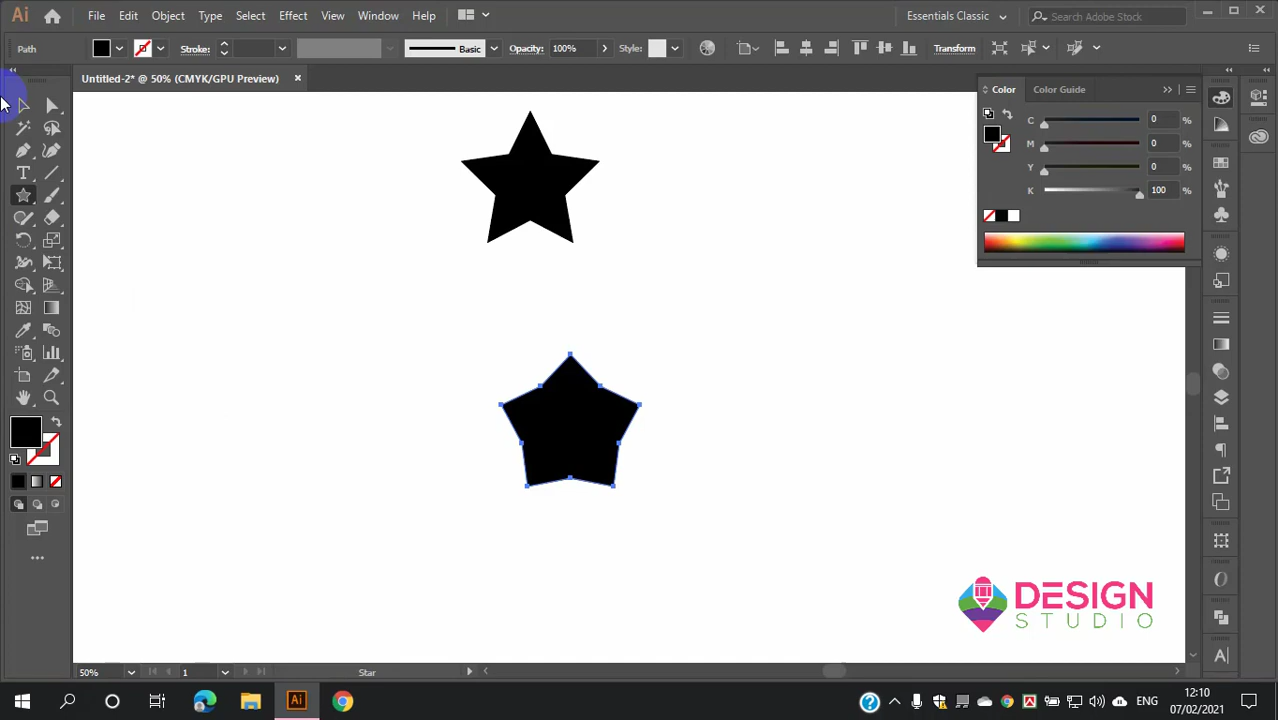 Ai File Edit Object Type Select Effect View Window Help Essentials Classic Search Adobe Stock
Path Stroke: Basic Opacity: 100% Style: Transform
Untitled-2* @ 50% (CMYK/GPU Preview)
Color Color Guide
C 0 %
M 0 %
Y 0 %
K 100 %
DESIGN
STUDIO
50% 1 Star
Ai ENG 12:10
07/02/2021